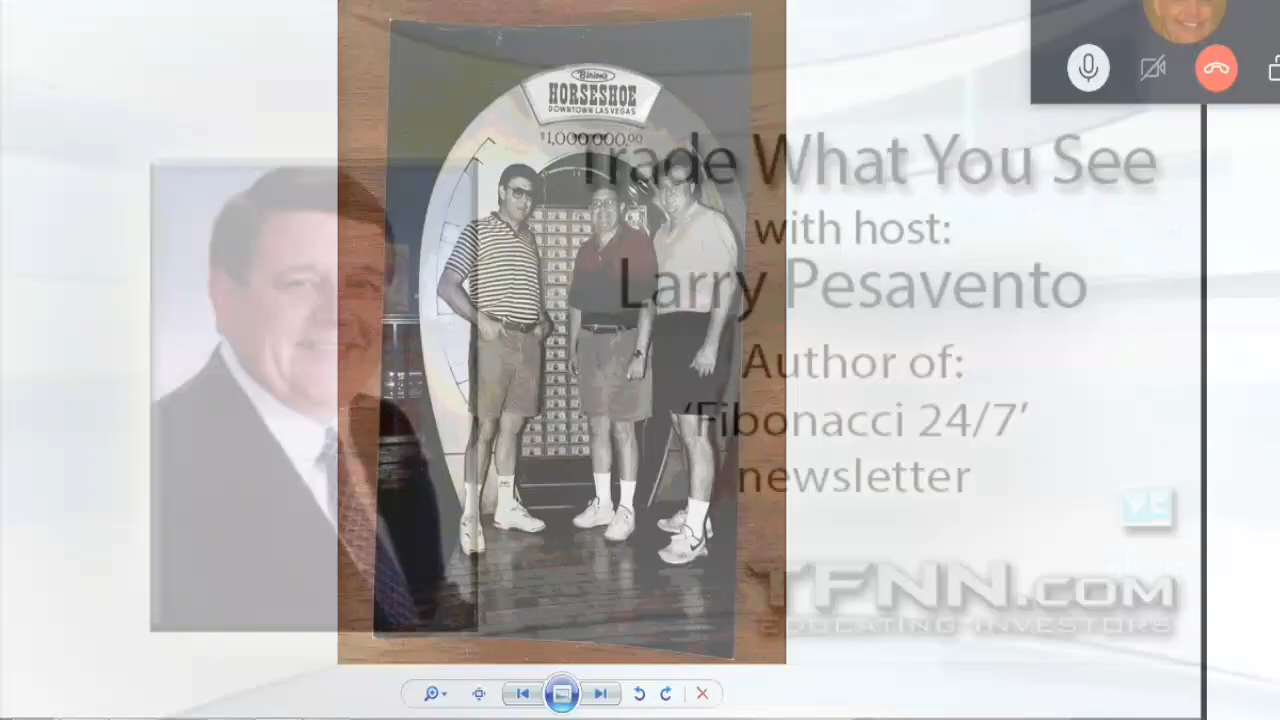 Binion's
HORSESHOE
DOWNTOWN LAS VEGAS
$1,000,000.00
Trade What You See
with host:
Larry Pesavento
Author of:
‘Fibonacci 24/7’
newsletter
TFNN.COM
EDUCATING INVESTORS